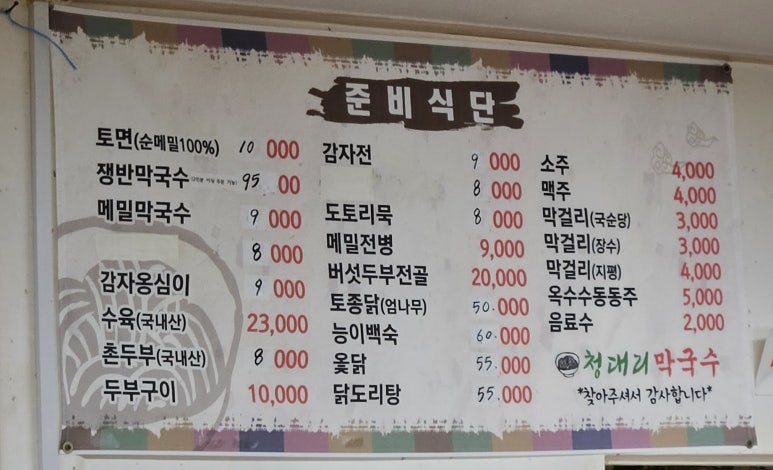 준비식단
토면(순메밀100%) 10 000
쟁반막국수 95 00
메밀막국수 9 000
8 000
감자옹심이 9 000
수육(국내산) 23,000
촌두부(국내산) 8 000
두부구이 10,000
감자전 9 000
8 000
도토리묵 8 000
메밀전병 9,000
버섯두부전골 20,000
토종닭(엄나무) 50.000
능이백숙 60.000
옻닭 55.000
닭도리탕 55.000
소주 4,000
맥주 4,000
막걸리(국순당) 3,000
막걸리(장수) 3,000
막걸리(지평) 4,000
옥수수동동주 5,000
음료수 2,000
청대리막국수
*찾아주셔서 감사합니다*